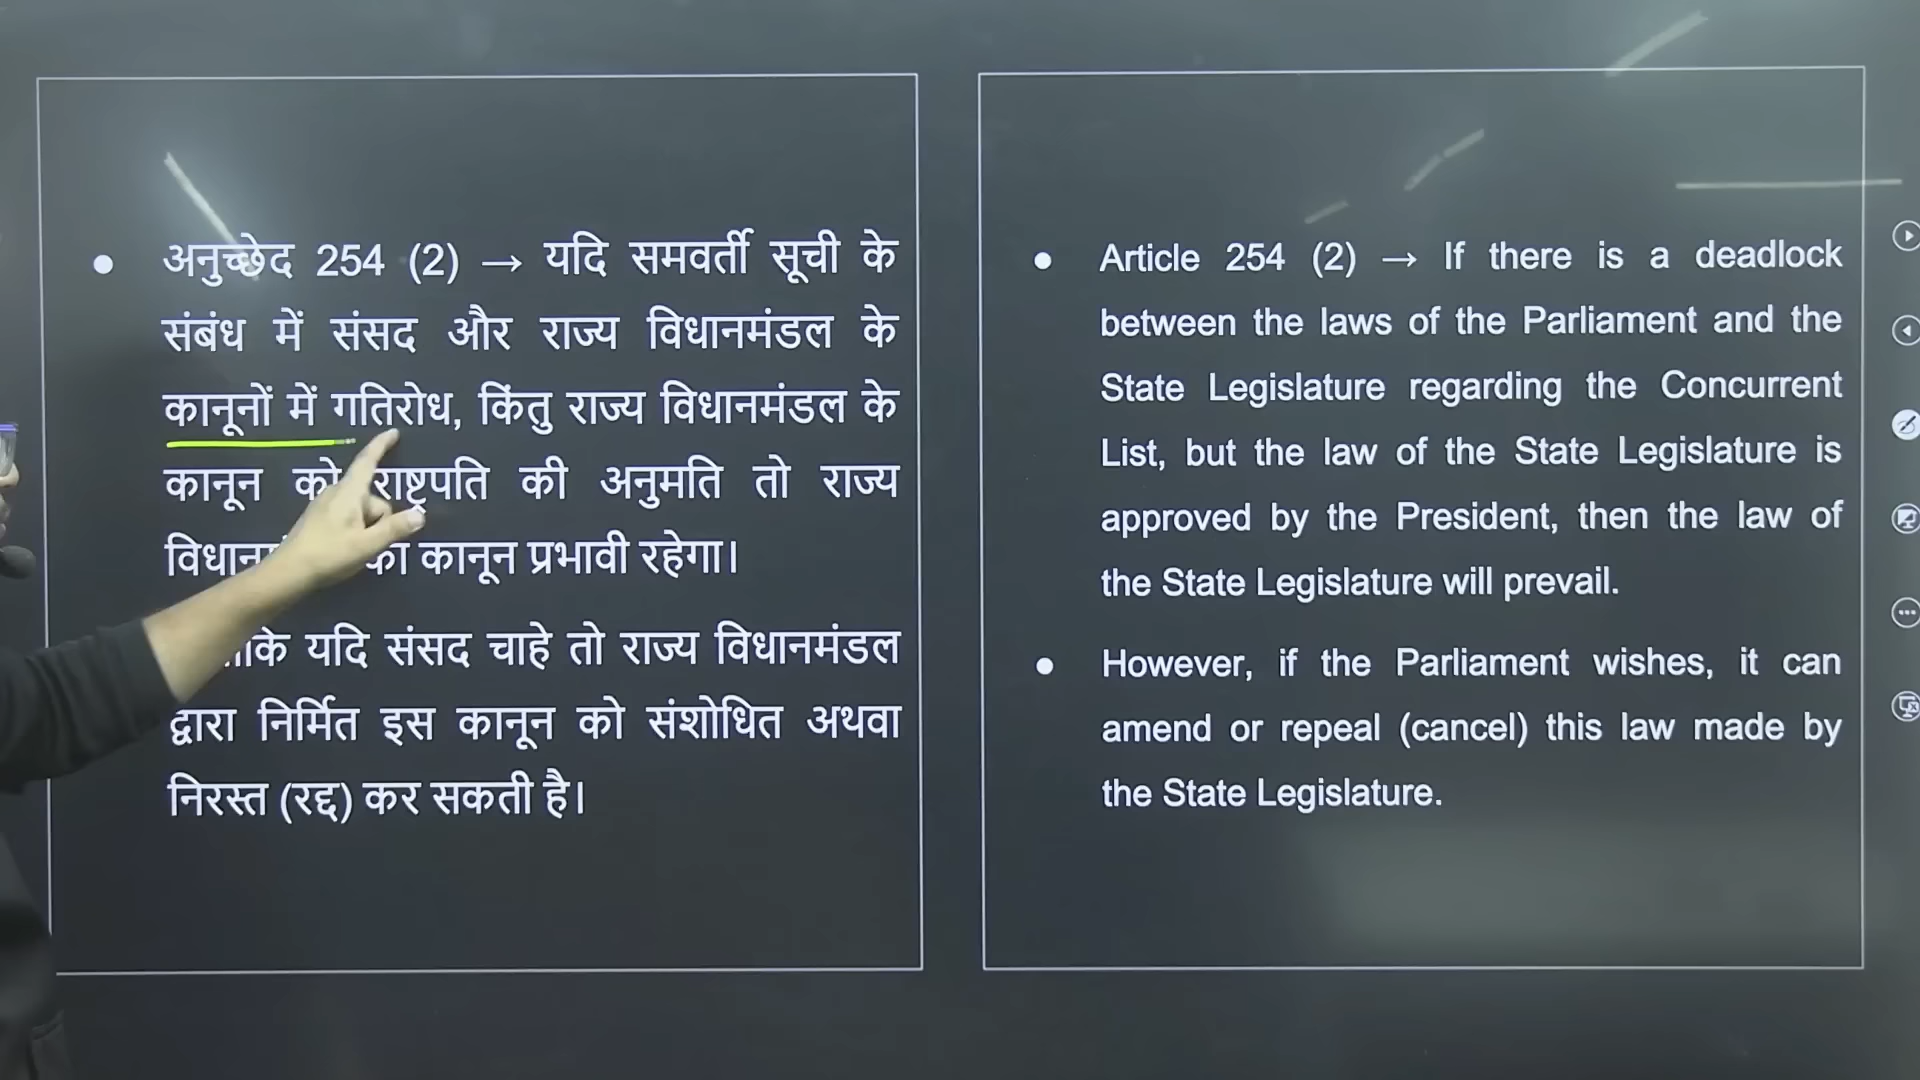 अनुच्छेद 254 (2) → यदि समवर्ती सूची के
संबंध में संसद और राज्य विधानमंडल के
कानूनों में गतिरोध, किंतु राज्य विधानमंडल के
कानून को राष्ट्रपति की अनुमति तो राज्य
का कानून प्रभावी रहेगा।
यदि संसद चाहे तो राज्य विधानमंडल
द्वारा निर्मित इस कानून को संशोधित अथवा
निरस्त (रद्द) कर सकती है।
Article 254 (2) → If there is a deadlock
between the laws of the Parliament and the
State Legislature regarding the Concurrent
List, but the law of the State Legislature is
approved by the President, then the law of
the State Legislature will prevail.
However, if the Parliament wishes, it can
amend or repeal (cancel) this law made by
the State Legislature.